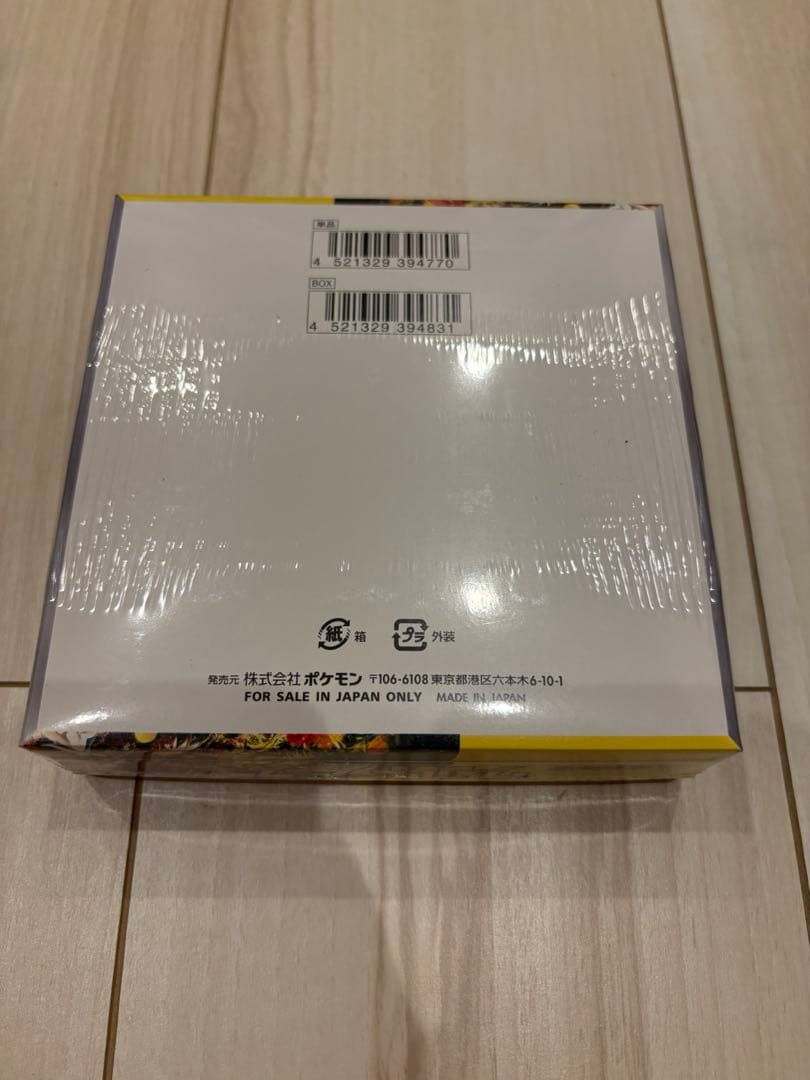 単品
4 521329 394770
BOX
4 521329 394831
紙 箱 プラ 外装
発売元 株式会社 ポケモン 〒106-6108 東京都港区六本木6-10-1
FOR SALE IN JAPAN ONLY MADE IN JAPAN